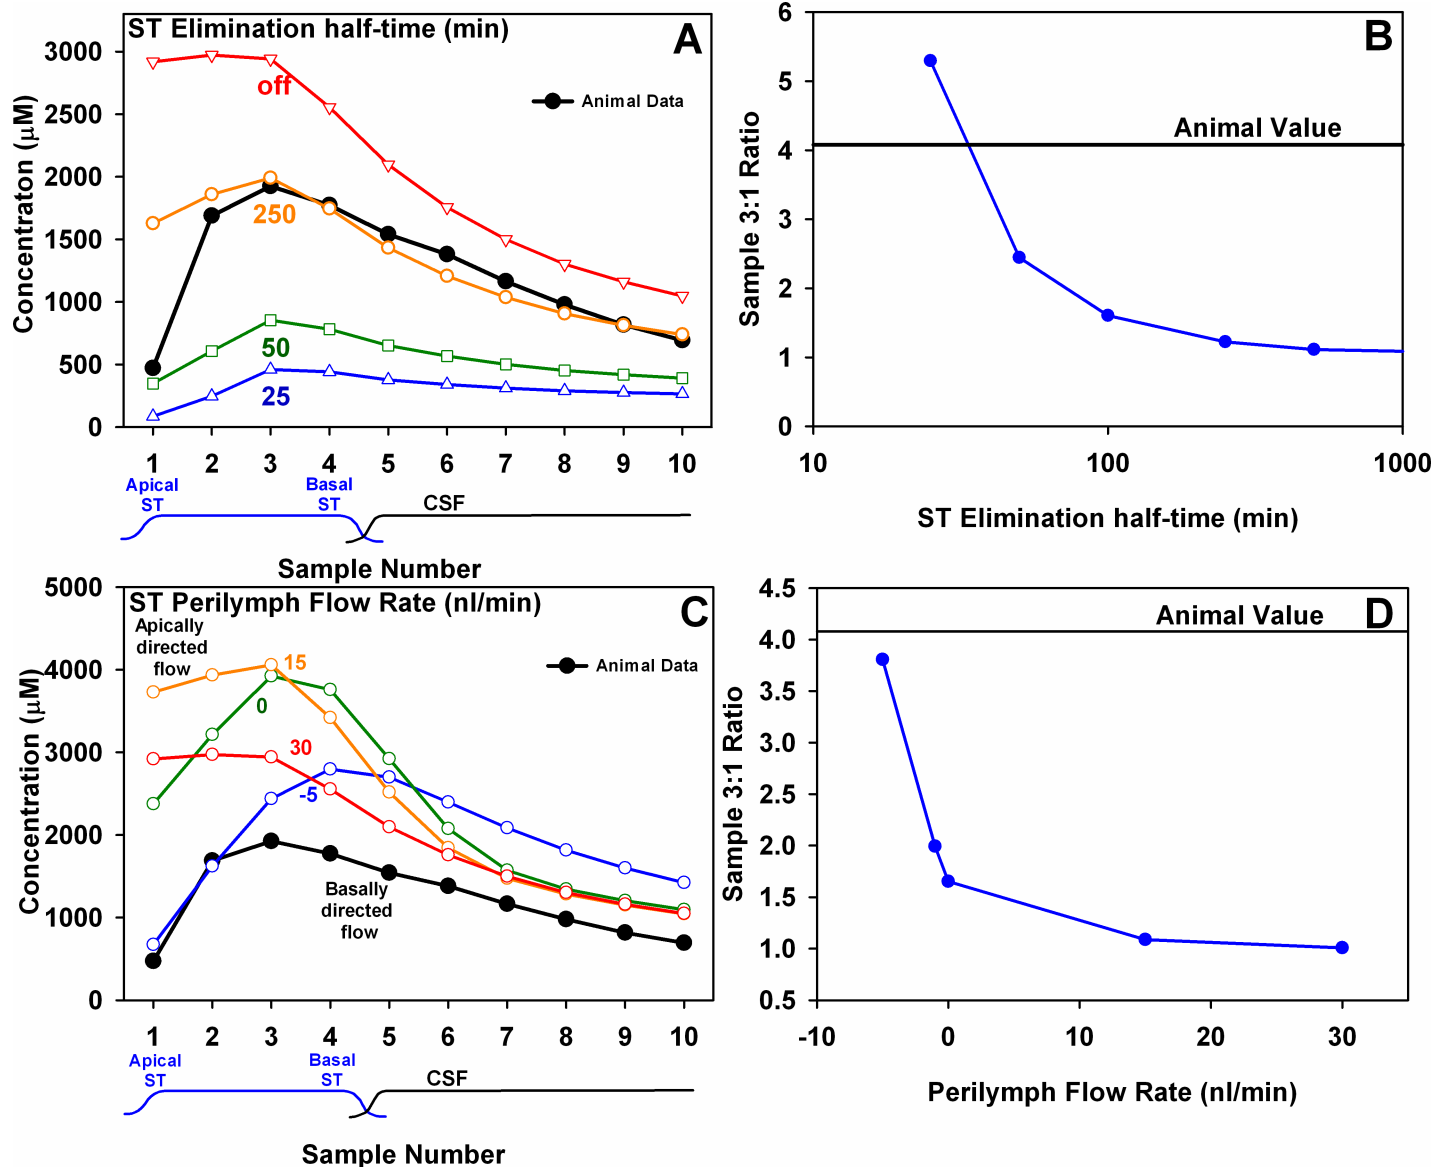 ST Elimination half-time (min)
A
3000
2500
2000
1500
1000
500
0
Concentraton (μM)
off
250
50
25
Animal Data
1 2 3 4 5 6 7 8 9 10
Apical
ST
Basal
ST
CSF
Sample Number
B
6
5
4
3
2
1
0
Sample 3:1 Ratio
Animal Value
10 100 1000
ST Elimination half-time (min)
ST Perilymph Flow Rate (nl/min)
C
5000
4000
3000
2000
1000
0
Concentration (μM)
Apically
directed
flow
15
0
30
-5
Animal Data
Basally
directed
flow
1 2 3 4 5 6 7 8 9 10
Apical
ST
Basal
ST
CSF
Sample Number
D
4.5
4.0
3.5
3.0
2.5
2.0
1.5
1.0
0.5
Sample 3:1 Ratio
Animal Value
-10 0 10 20 30
Perilymph Flow Rate (nl/min)